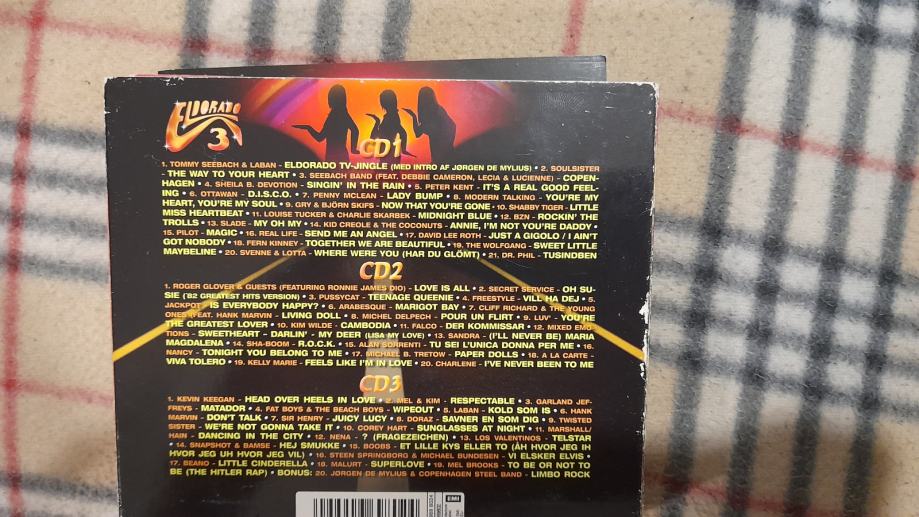 ELDORADO
3
CD1
1. TOMMY SEEBACH & LABAN - ELDORADO TV-JINGLE (MED INTRO AF JØRGEN DE MYLIUS) • 2. SOULSISTER
- THE WAY TO YOUR HEART • 3. SEEBACH BAND (FEAT. DEBBIE CAMERON, LECIA & LUCIENNE) - COPEN-
HAGEN • 4. SHEILA B. DEVOTION - SINGIN' IN THE RAIN • 5. PETER KENT - IT'S A REAL GOOD FEEL-
ING • 6. OTTAWAN - D.I.S.C.O. • 7. PENNY MCLEAN - LADY BUMP • 8. MODERN TALKING - YOU'RE MY
HEART, YOU'RE MY SOUL • 9. GRY & BJÖRN SKIFS - NOW THAT YOU'RE GONE • 10. SHABBY TIGER - LITTLE
MISS HEARTBEAT • 11. LOUISE TUCKER & CHARLIE SKARBEK - MIDNIGHT BLUE • 12. BZN - ROCKIN' THE
TROLLS • 13. SLADE - MY OH MY • 14. KID CREOLE & THE COCONUTS - ANNIE, I'M NOT YOU'RE DADDY •
15. PILOT - MAGIC • 16. REAL LIFE - SEND ME AN ANGEL • 17. DAVID LEE ROTH - JUST A GIGOLO / I AIN'T
GOT NOBODY • 18. FERN KINNEY - TOGETHER WE ARE BEAUTIFUL • 19. THE WOLFGANG - SWEET LITTLE
MAYBELINE • 20. SVENNE & LOTTA - WHERE WERE YOU (HAR DU GLÖMT) • 21. DR. PHIL - TUSINDBEN
CD2
1. ROGER GLOVER & GUESTS (FEATURING RONNIE JAMES DIO) - LOVE IS ALL • 2. SECRET SERVICE - OH SU-
SIE ('82 GREATEST HITS VERSION) • 3. PUSSYCAT - TEENAGE QUEENIE • 4. FREESTYLE - VILL HA DEJ • 5.
JACKPOT - IS EVERYBODY HAPPY? • 6. ARABESQUE - MARIGOT BAY • 7. CLIFF RICHARD & THE YOUNG
ONES (FEAT. HANK MARVIN - LIVING DOLL • 8. MICHEL DELPECH - POUR UN FLIRT • 9. LUV' - YOU'RE
THE GREATEST LOVER • 10. KIM WILDE - CAMBODIA • 11. FALCO - DER KOMMISSAR • 12. MIXED EMO-
TIONS - SWEETHEART - DARLIN' - MY DEER (LISA MY LOVE) • 13. SANDRA - (I'LL NEVER BE) MARIA
MAGDALENA • 14. SHA-BOOM - R.O.C.K. • 15. ALAN SORRENTI - TU SEI L'UNICA DONNA PER ME • 16.
NANCY - TONIGHT YOU BELONG TO ME • 17. MICHAEL B. TRETOW - PAPER DOLLS • 18. A LA CARTE -
VIVA TOLERO • 19. KELLY MARIE - FEELS LIKE I'M IN LOVE • 20. CHARLENE - I'VE NEVER BEEN TO ME
CD3
1. KEVIN KEEGAN - HEAD OVER HEELS IN LOVE • 2. MEL & KIM - RESPECTABLE • 3. GARLAND JEF-
FREYS - MATADOR • 4. FAT BOYS & THE BEACH BOYS - WIPEOUT • 5. LABAN - KOLD SOM IS • 6. HANK
MARVIN - DON'T TALK • 7. SIR HENRY - JUICY LUCY • 8. DORAZ - SAVNER EN SOM DIG • 9. TWISTED
SISTER - WE'RE NOT GONNA TAKE IT • 10. COREY HART - SUNGLASSES AT NIGHT • 11. MARSHALL/
HAIN - DANCING IN THE CITY • 12. NENA - ? (FRAGEZEICHEN) • 13. LOS VALENTINOS - TELSTAR
• 14. SNAPSHOT & BAMSE - HEJ SMUKKE • 15. BOOBS - ET LILLE KYS ELLER TO (ÅH HVOR JEG IH
HVOR JEG UH HVOR JEG VIL) • 16. STEEN SPRINGBORG & MICHAEL BUNDESEN - VI ELSKER ELVIS •
17. BEANO - LITTLE CINDERELLA • 18. MALURT - SUPERLOVE • 19. MEL BROOKS - TO BE OR NOT TO
BE (THE HITLER RAP) • BONUS: 20. JØRGEN DE MYLIUS & COPENHAGEN STEEL BAND - LIMBO ROCK
EMI